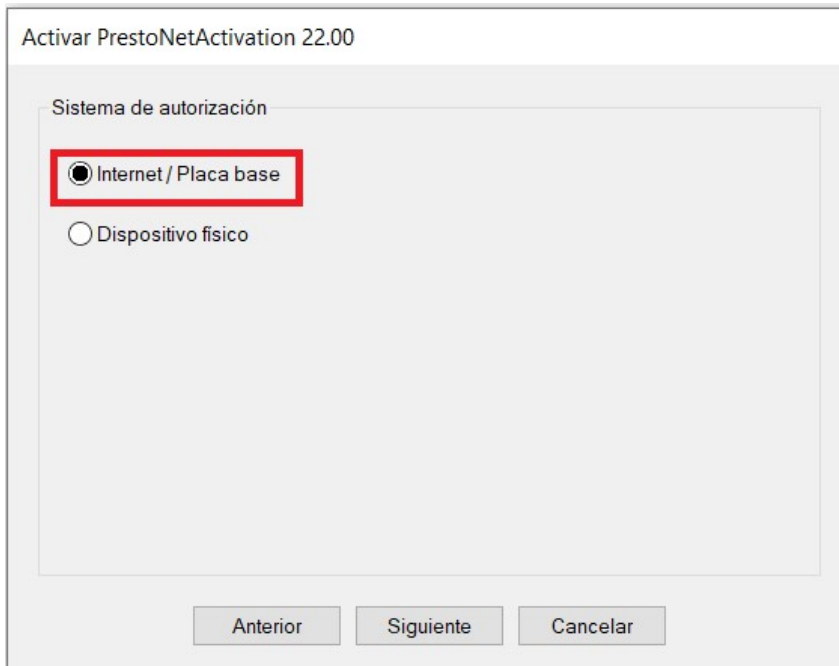 Activar PrestoNetActivation 22.00
Sistema de autorización
Internet / Placa base
Dispositivo físico
Anterior Siguiente Cancelar